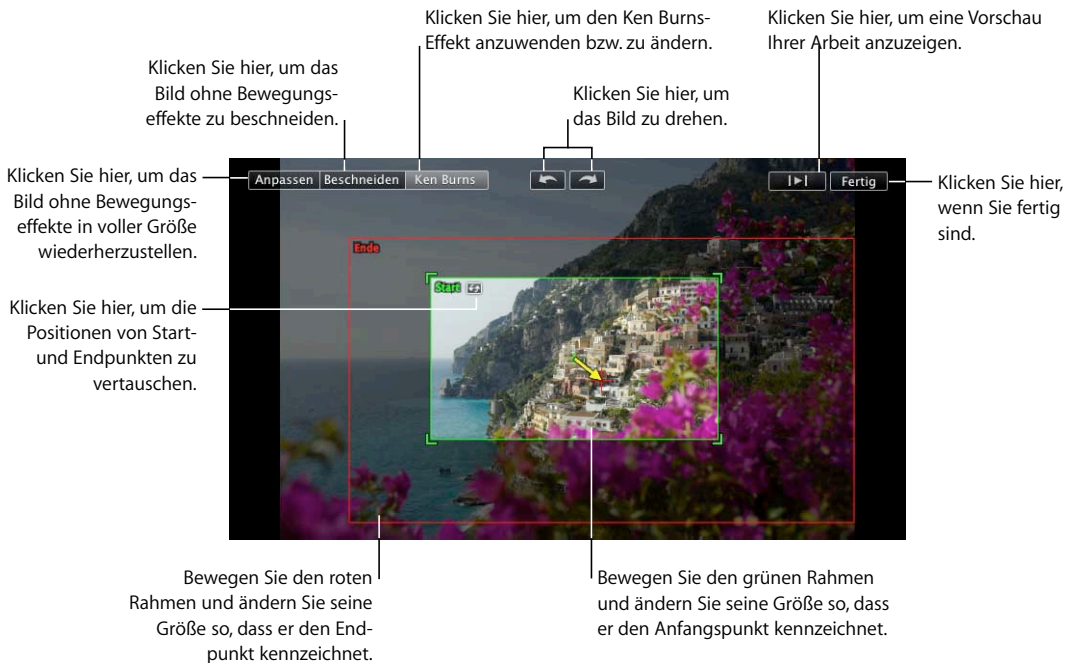 Klicken Sie hier, um den Ken Burns-
Effekt anzuwenden bzw. zu ändern.
Klicken Sie hier, um eine Vorschau
Ihrer Arbeit anzuzeigen.
Klicken Sie hier, um das
Bild ohne Bewegungs-
effekte zu beschneiden.
Klicken Sie hier, um
das Bild zu drehen.
Klicken Sie hier, um das
Bild ohne Bewegungs-
effekte in voller Größe
wiederherzustellen.
Anpassen
Beschneiden
Ken Burns
Fertig
Klicken Sie hier,
wenn Sie fertig
sind.
Ende
Start
Klicken Sie hier, um die
Positionen von Start-
und Endpunkten zu
vertauschen.
Bewegen Sie den roten
Rahmen und ändern Sie seine
Größe so, dass er den End-
punkt kennzeichnet.
Bewegen Sie den grünen Rahmen
und ändern Sie seine Größe so, dass
er den Anfangspunkt kennzeichnet.